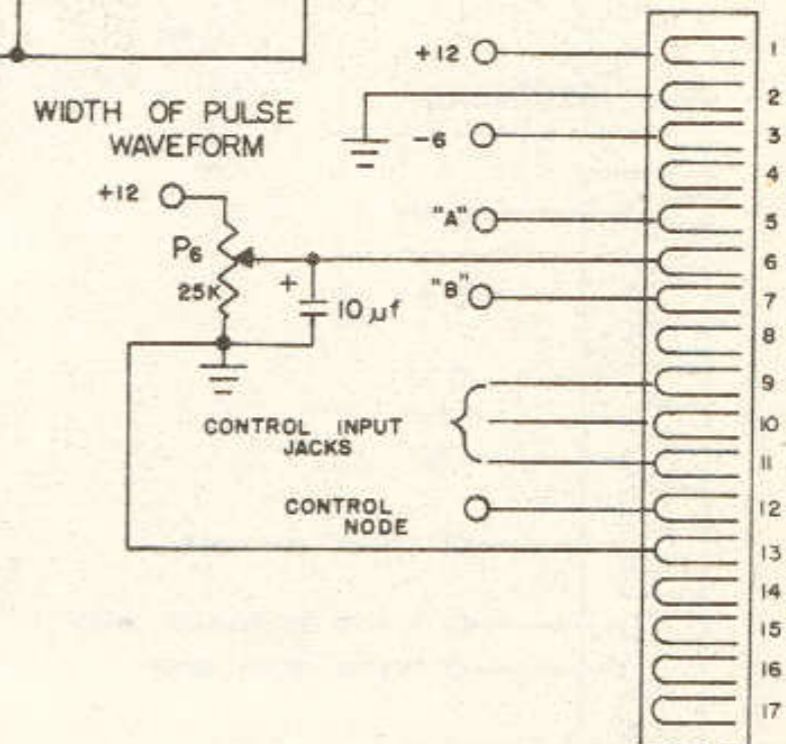 +12
1
2
WIDTH OF PULSE
WAVEFORM
-6
3
4
+12
"A"
5
P6
6
25K
+
10 µf
"B"
7
8
9
CONTROL INPUT
JACKS
10
11
CONTROL
NODE
12
13
14
15
16
17